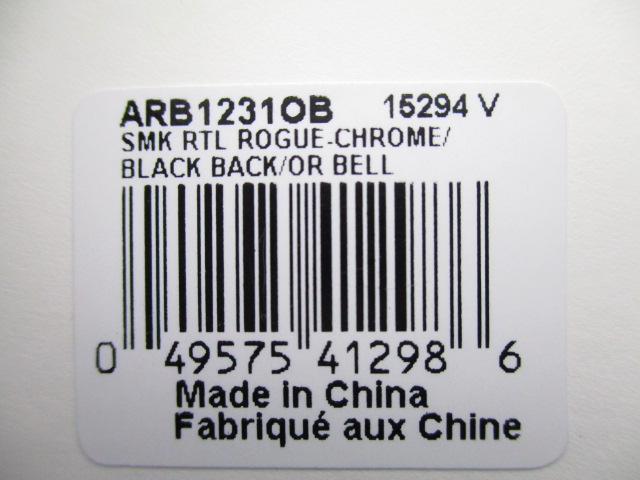 ARB1231OB 15294 V
SMK RTL ROGUE-CHROME/
BLACK BACK/OR BELL
0 49575 41298 6
Made in China
Fabriqué aux Chine